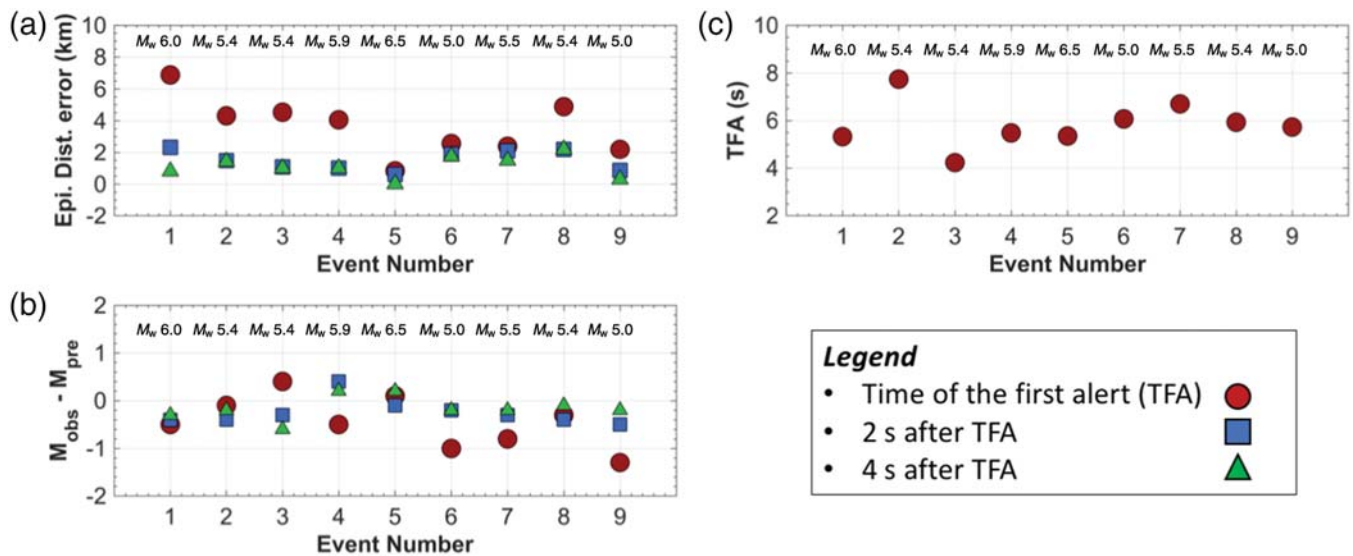 (a)
Epi. Dist. error (km)
10
8
6
4
2
0
-2
Mw 6.0 Mw 5.4 Mw 5.4 Mw 5.9 Mw 6.5 Mw 5.0 Mw 5.5 Mw 5.4 Mw 5.0
1 2 3 4 5 6 7 8 9
Event Number
(b)
Mobs - Mpre
2
1
0
-1
-2
Mw 6.0 Mw 5.4 Mw 5.4 Mw 5.9 Mw 6.5 Mw 5.0 Mw 5.5 Mw 5.4 Mw 5.0
1 2 3 4 5 6 7 8 9
Event Number
(c)
TFA (s)
10
8
6
4
2
Mw 6.0 Mw 5.4 Mw 5.4 Mw 5.9 Mw 6.5 Mw 5.0 Mw 5.5 Mw 5.4 Mw 5.0
1 2 3 4 5 6 7 8 9
Event Number
Legend
• Time of the first alert (TFA)
• 2 s after TFA
• 4 s after TFA